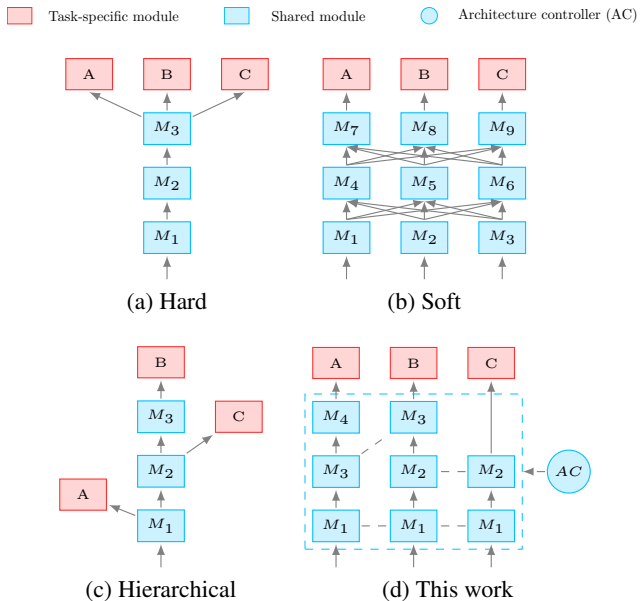 Task-specific module Shared module Architecture controller (AC)
A B C
M3
M2
M1
(a) Hard
A B C
M7 M8 M9
M4 M5 M6
M1 M2 M3
(b) Soft
B
M3
C
M2
A
M1
(c) Hierarchical
A B C
M4 M3
M3 M2 M2 AC
M1 M1 M1
(d) This work